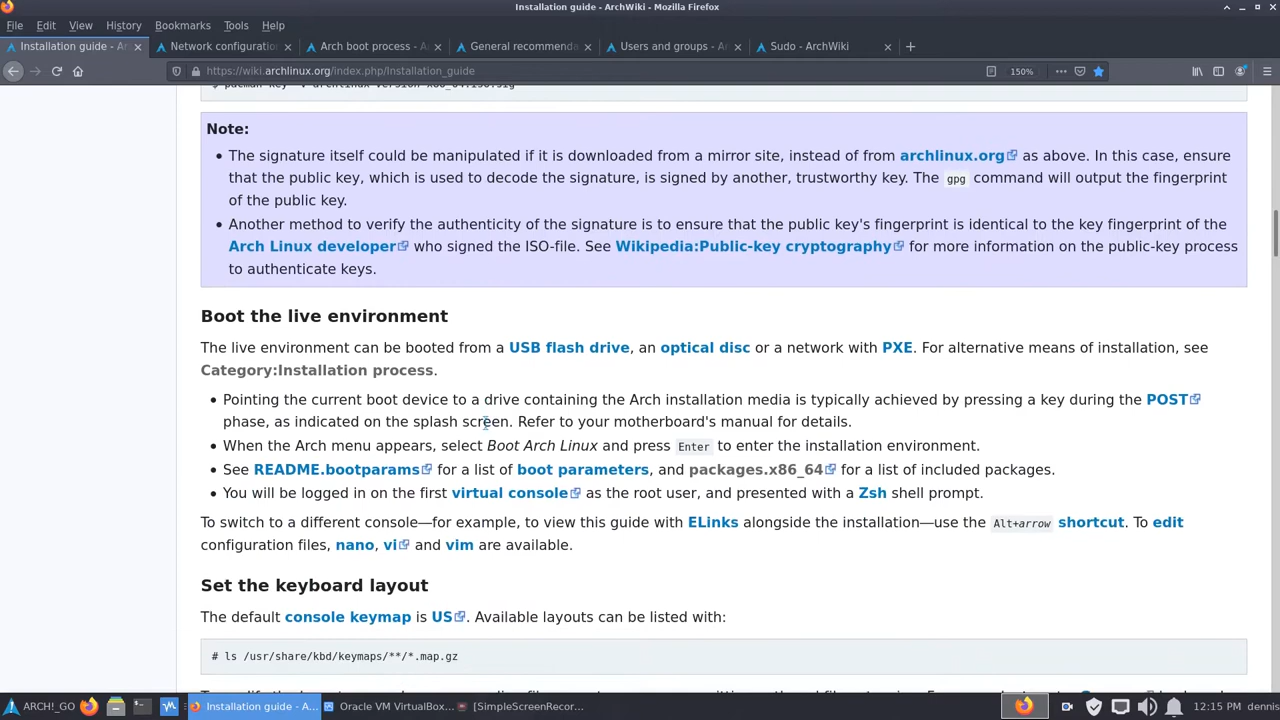 Installation guide - ArchWiki - Mozilla Firefox
File Edit View History Bookmarks Tools Help
Installation guide - Ar Network configuratio Arch boot process - A General recommenda Users and groups - Ar Sudo - ArchWiki
https://wiki.archlinux.org/index.php/Installation_guide 150%
Note:
• The signature itself could be manipulated if it is downloaded from a mirror site, instead of from archlinux.org as above. In this case, ensure
that the public key, which is used to decode the signature, is signed by another, trustworthy key. The gpg command will output the fingerprint
of the public key.
• Another method to verify the authenticity of the signature is to ensure that the public key's fingerprint is identical to the key fingerprint of the
Arch Linux developer who signed the ISO-file. See Wikipedia:Public-key cryptography for more information on the public-key process
to authenticate keys.
Boot the live environment
The live environment can be booted from a USB flash drive, an optical disc or a network with PXE. For alternative means of installation, see
Category:Installation process.
• Pointing the current boot device to a drive containing the Arch installation media is typically achieved by pressing a key during the POST
phase, as indicated on the splash screen. Refer to your motherboard's manual for details.
• When the Arch menu appears, select Boot Arch Linux and press Enter to enter the installation environment.
• See README.bootparams for a list of boot parameters, and packages.x86_64 for a list of included packages.
• You will be logged in on the first virtual console as the root user, and presented with a Zsh shell prompt.
To switch to a different console—for example, to view this guide with ELinks alongside the installation—use the Alt+arrow shortcut. To edit
configuration files, nano, vi and vim are available.
Set the keyboard layout
The default console keymap is US. Available layouts can be listed with:
# ls /usr/share/kbd/keymaps/**/*.map.gz
ARCH!_GO Installation guide - A... Oracle VM VirtualBox... [SimpleScreenRecor... 12:15 PM dennis